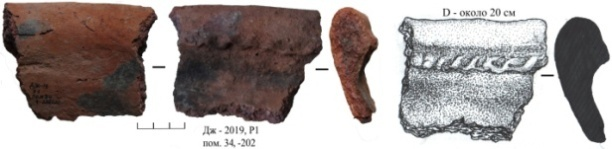 D - около 20 см
Дж - 2019, Р1
пом. 34, -202